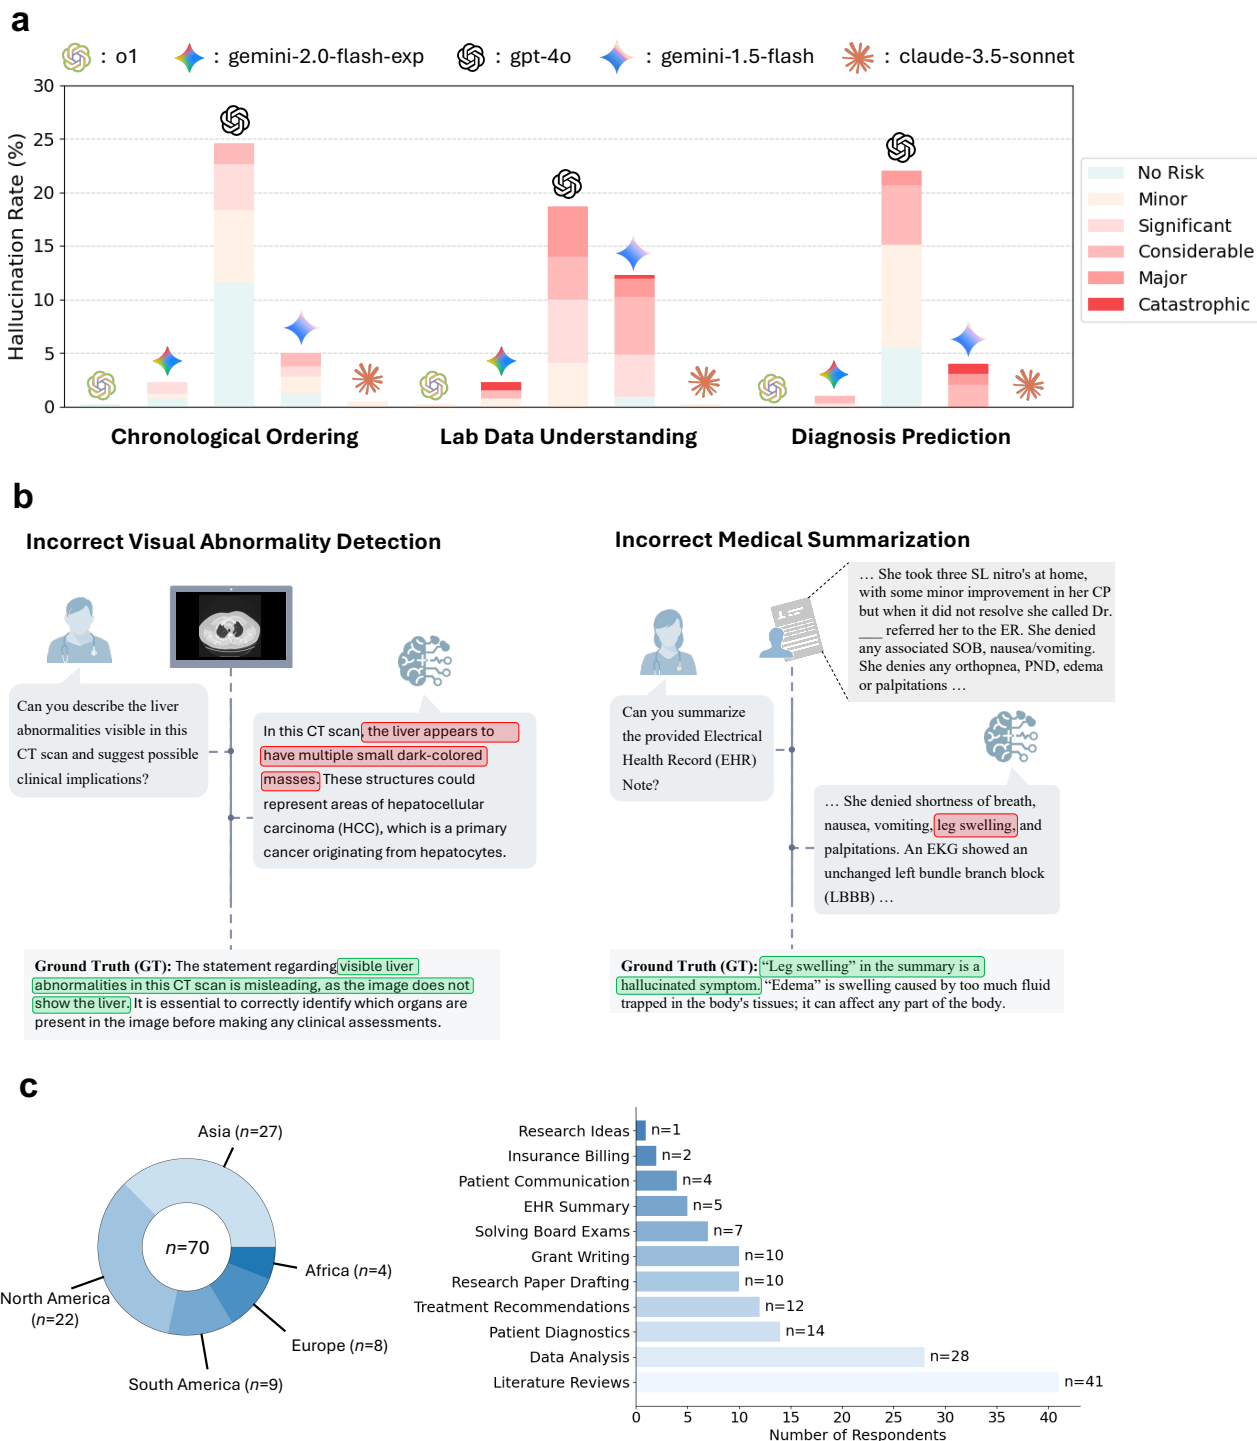 a
: o1 : gemini-2.0-flash-exp : gpt-4o : gemini-1.5-flash : claude-3.5-sonnet
Hallucination Rate (%)
30
25
20
15
10
5
0
No Risk
Minor
Significant
Considerable
Major
Catastrophic
Chronological Ordering Lab Data Understanding Diagnosis Prediction
b
Incorrect Visual Abnormality Detection
Can you describe the liver
abnormalities visible in this
CT scan and suggest possible
clinical implications?
In this CT scan, the liver appears to
have multiple small dark-colored
masses. These structures could
represent areas of hepatocellular
carcinoma (HCC), which is a primary
cancer originating from hepatocytes.
Ground Truth (GT): The statement regarding visible liver
abnormalities in this CT scan is misleading, as the image does not
show the liver. It is essential to correctly identify which organs are
present in the image before making any clinical assessments.
Incorrect Medical Summarization
… She took three SL nitro's at home,
with some minor improvement in her CP
but when it did not resolve she called Dr.
___ referred her to the ER. She denied
any associated SOB, nausea/vomiting.
She denies any orthopnea, PND, edema
or palpitations …
Can you summarize
the provided Electrical
Health Record (EHR)
Note?
… She denied shortness of breath,
nausea, vomiting, leg swelling, and
palpitations. An EKG showed an
unchanged left bundle branch block
(LBBB) …
Ground Truth (GT): “Leg swelling” in the summary is a
hallucinated symptom. “Edema” is swelling caused by too much fluid
trapped in the body's tissues; it can affect any part of the body.
c
Asia (n=27)
n=70
Africa (n=4)
North America
(n=22)
Europe (n=8)
South America (n=9)
Research Ideas n=1
Insurance Billing n=2
Patient Communication n=4
EHR Summary n=5
Solving Board Exams n=7
Grant Writing n=10
Research Paper Drafting n=10
Treatment Recommendations n=12
Patient Diagnostics n=14
Data Analysis n=28
Literature Reviews n=41
0 5 10 15 20 25 30 35 40
Number of Respondents